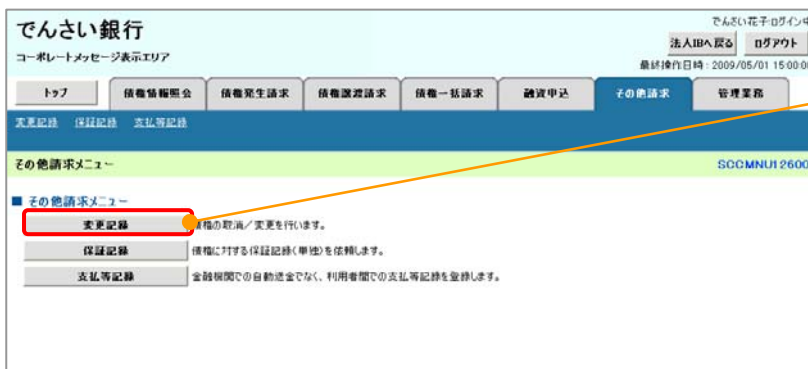 でんさい銀行
コーポレートメッセージ表示エリア
でんさい花子:ログイン中
法人IBへ戻る ログアウト
最終操作日時:2009/05/01 15:00:00
トップ 債権情報照会 債権発生請求 債権譲渡請求 債権一括請求 融資申込 その他請求 管理業務
変更記録 保証記録 支払等記録
その他請求メニュー SCCMNU12600
■ その他請求メニュー
変更記録 債権の取消/変更を行います。
保証記録 債権に対する保証記録(単独)を依頼します。
支払等記録 金融機関での自動送金でなく、利用者間での支払等記録を登録します。